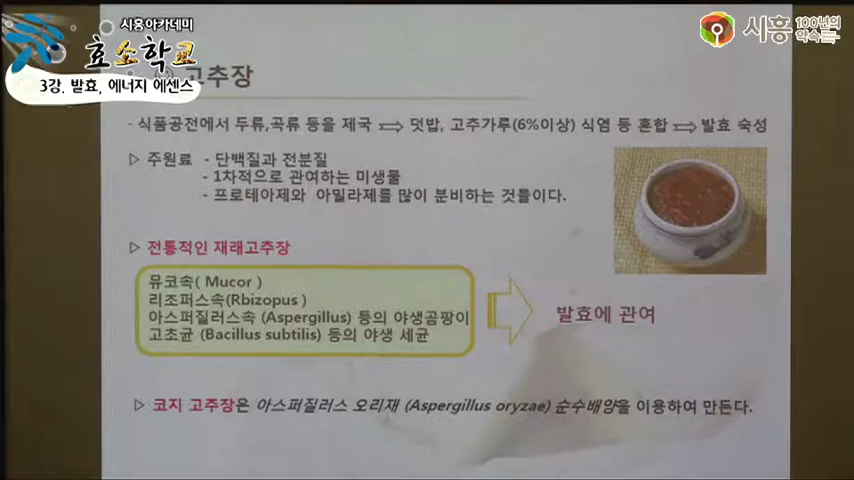 시흥아카데미
효소학교
3강. 발효, 에너지 에센스
시흥 100년의
약속
고추장
- 식품공전에서 두류,곡류 등을 제국 ⇨ 덧밥, 고추가루(6%이상) 식염 등 혼합 ⇨ 발효 숙성
▷ 주원료 - 단백질과 전분질
- 1차적으로 관여하는 미생물
- 프로테아제와 아밀라제를 많이 분비하는 것들이다.
▷ 전통적인 재래고추장
뮤코속( Mucor )
리조퍼스속(Rbizopus )
아스퍼질러스속 (Aspergillus) 등의 야생곰팡이
고초균 (Bacillus subtilis) 등의 야생 세균
발효에 관여
▷ 코지 고추장은 아스퍼질러스 오리재 (Aspergillus oryzae) 순수배양을 이용하여 만든다.